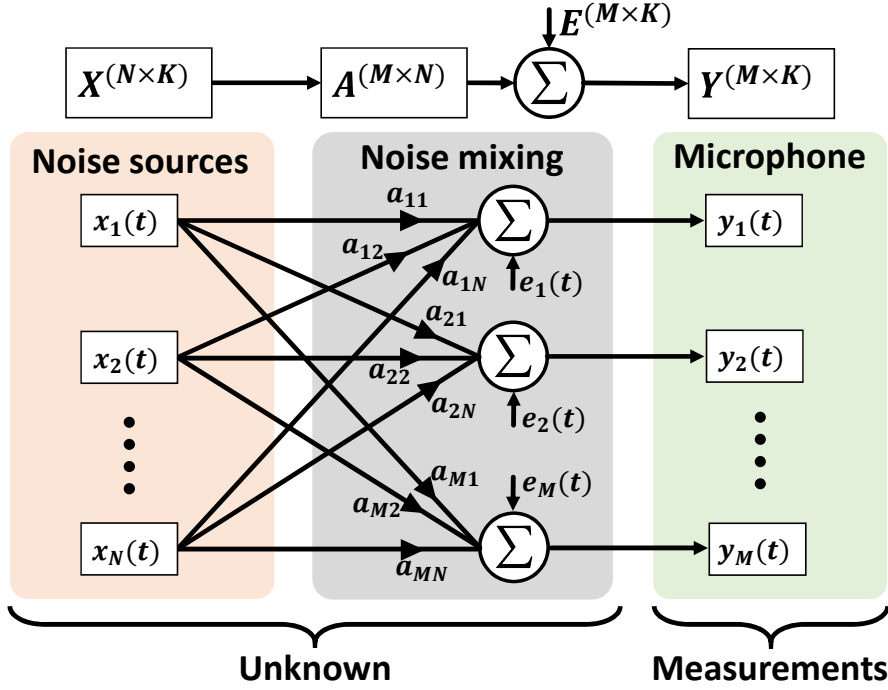 E^(M×K)
X^(N×K) A^(M×N) ∑ Y^(M×K)
Noise sources Noise mixing Microphone
x_1(t) a_11 ∑ y_1(t)
a_12
a_1N e_1(t)
a_21
x_2(t) a_22 ∑ y_2(t)
a_2N e_2(t)
a_M1 e_M(t)
a_M2
x_N(t) a_MN ∑ y_M(t)
Unknown Measurements